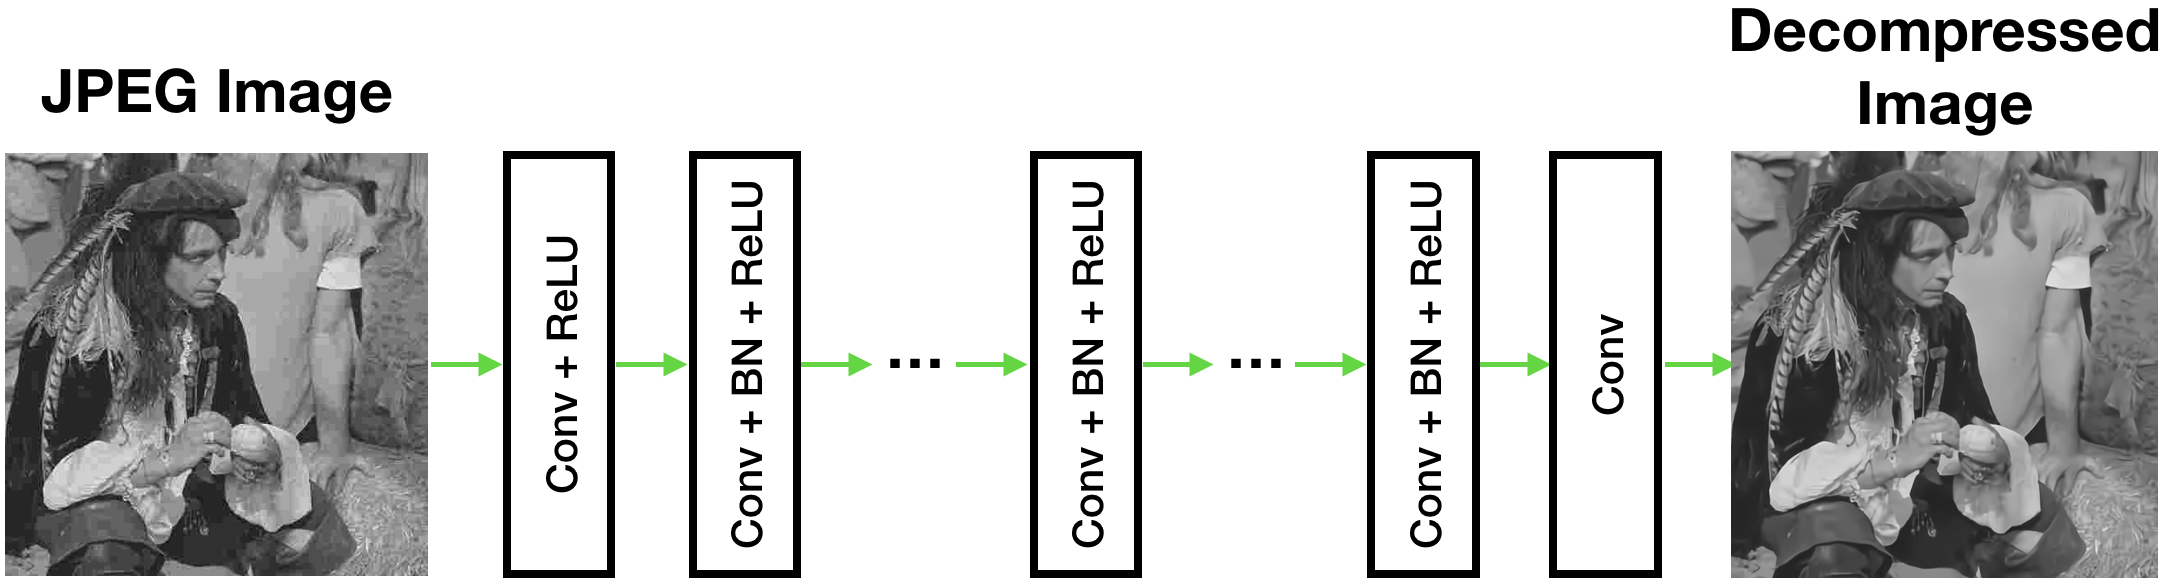 JPEG Image
Conv + ReLU
Conv + BN + ReLU
...
Conv + BN + ReLU
...
Conv + BN + ReLU
Conv
Decompressed
Image